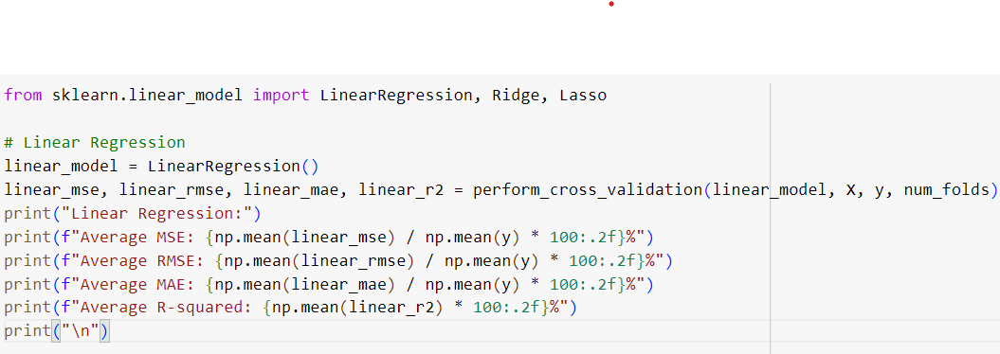 from sklearn.linear_model import LinearRegression, Ridge, Lasso
# Linear Regression
linear_model = LinearRegression()
linear_mse, linear_rmse, linear_mae, linear_r2 = perform_cross_validation(linear_model, X, y, num_folds)
print("Linear Regression:")
print(f"Average MSE: {np.mean(linear_mse) / np.mean(y) * 100:.2f}%")
print(f"Average RMSE: {np.mean(linear_rmse) / np.mean(y) * 100:.2f}%")
print(f"Average MAE: {np.mean(linear_mae) / np.mean(y) * 100:.2f}%")
print(f"Average R-squared: {np.mean(linear_r2) * 100:.2f}%")
print("\n")